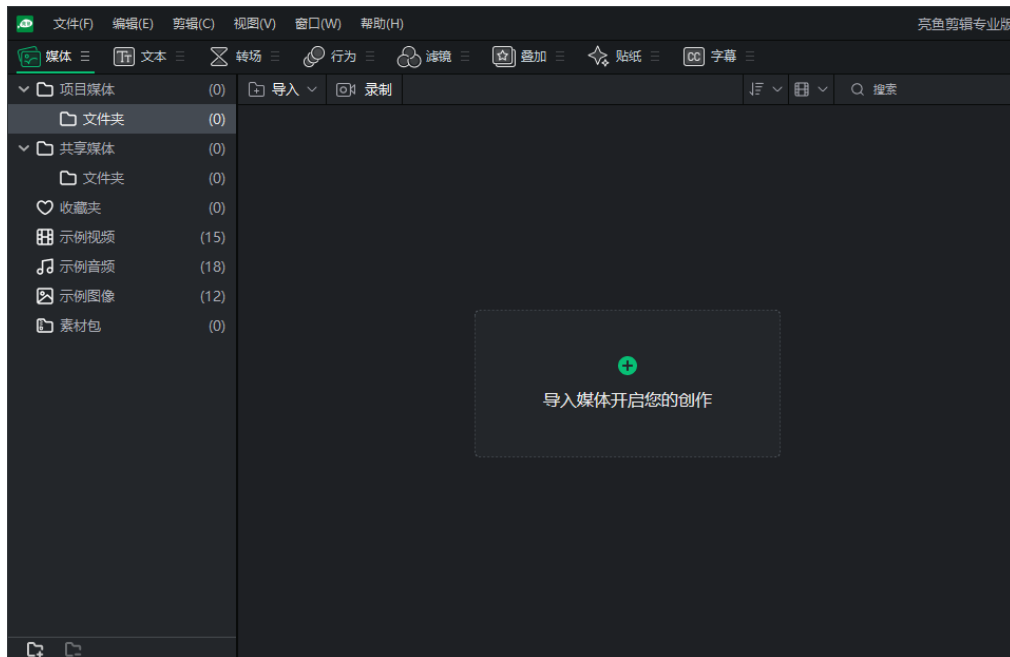 文件(F) 编辑(E) 剪辑(C) 视图(V) 窗口(W) 帮助(H) 亮鱼剪辑专业版
媒体 文本 转场 行为 滤镜 叠加 贴纸 CC 字幕
项目媒体 (0) 导入 录制 搜索
文件夹 (0)
共享媒体 (0)
文件夹 (0)
收藏夹 (0)
示例视频 (15)
示例音频 (18)
示例图像 (12)
素材包 (0)
导入媒体开启您的创作